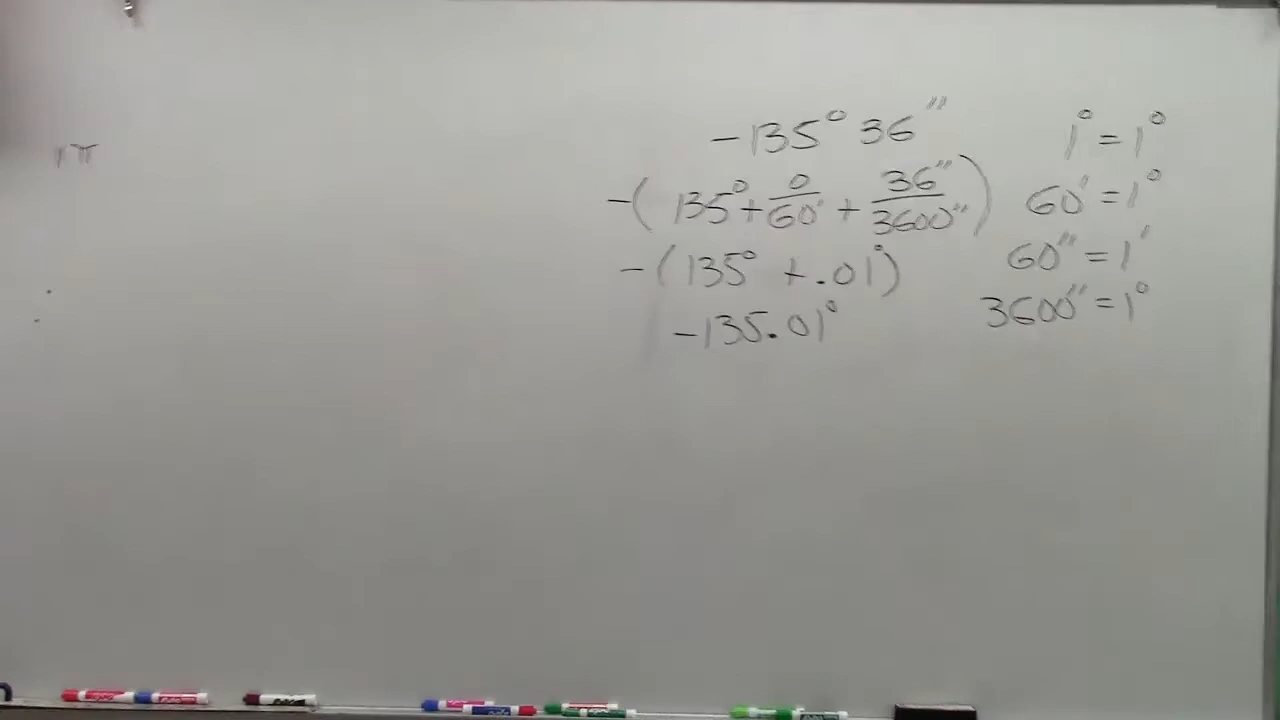 π
-135° 36"
-(135° + 0/60' + 36"/3600")
-(135° + .01°)
-135.01°
1° = 1°
60' = 1°
60" = 1'
3600" = 1°